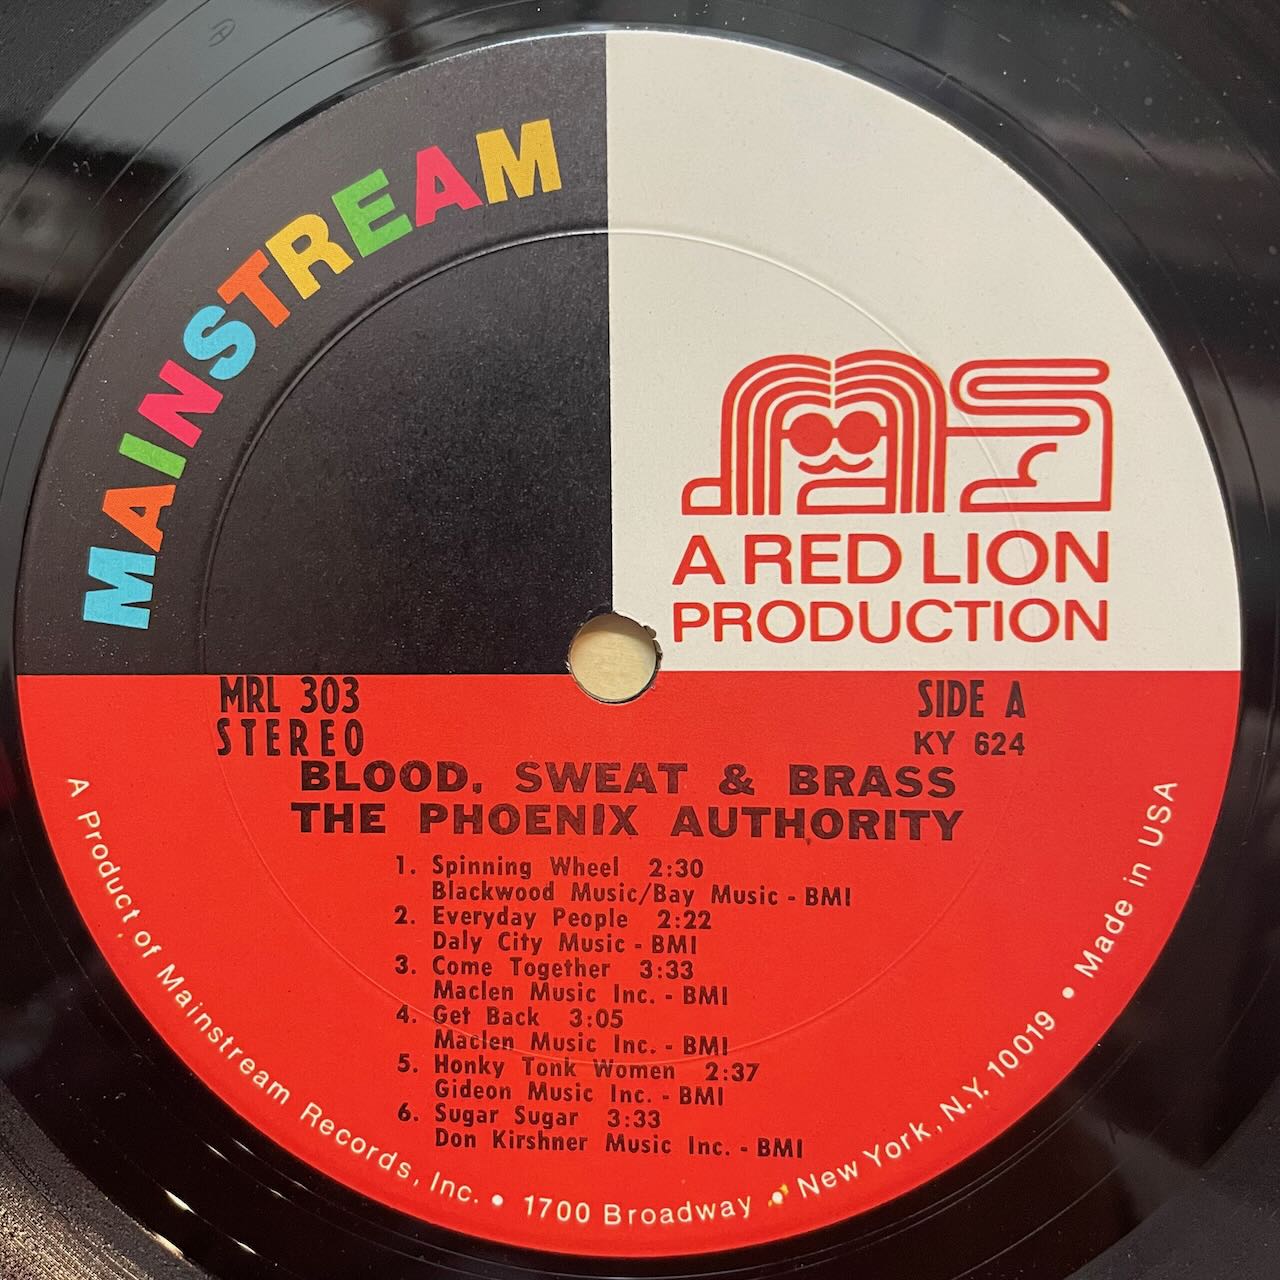 MAINSTREAM
A RED LION
PRODUCTION
MRL 303
STEREO
SIDE A
KY 624
BLOOD, SWEAT & BRASS
THE PHOENIX AUTHORITY
1. Spinning Wheel 2:30
Blackwood Music/Bay Music - BMI
2. Everyday People 2:22
Daly City Music - BMI
3. Come Together 3:33
Maclen Music Inc. - BMI
4. Get Back 3:05
Maclen Music Inc. - BMI
5. Honky Tonk Women 2:37
Gideon Music Inc. - BMI
6. Sugar Sugar 3:33
Don Kirshner Music Inc. - BMI
A Product of Mainstream Records, Inc. • 1700 Broadway • New York, N.Y. 10019 • Made in USA